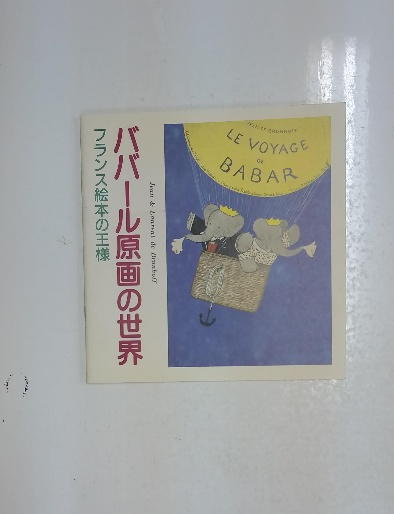 ババール原画の世界
フランス絵本の王様
Jean & Laurent de Brunhoff
LE VOYAGE
DE
BABAR